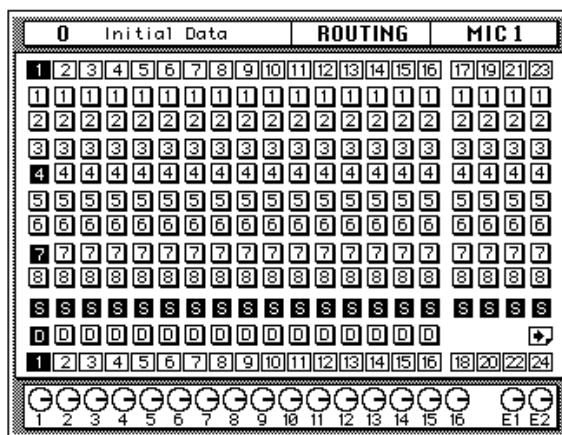 0 Initial Data ROUTING MIC 1
1 2 3 4 5 6 7 8 9 10 11 12 13 14 15 16 17 19 21 23
1 1 1 1 1 1 1 1 1 1 1 1 1 1 1 1 1 1 1 1
2 2 2 2 2 2 2 2 2 2 2 2 2 2 2 2 2 2 2 2
3 3 3 3 3 3 3 3 3 3 3 3 3 3 3 3 3 3 3 3
4 4 4 4 4 4 4 4 4 4 4 4 4 4 4 4 4 4 4 4
5 5 5 5 5 5 5 5 5 5 5 5 5 5 5 5 5 5 5 5
6 6 6 6 6 6 6 6 6 6 6 6 6 6 6 6 6 6 6 6
7 7 7 7 7 7 7 7 7 7 7 7 7 7 7 7 7 7 7 7
8 8 8 8 8 8 8 8 8 8 8 8 8 8 8 8 8 8 8 8
S S S S S S S S S S S S S S S S S S S S
D D D D D D D D D D D D D D D D
1 2 3 4 5 6 7 8 9 10 11 12 13 14 15 16 18 20 22 24
1 2 3 4 5 6 7 8 9 10 11 12 13 14 15 16 E1 E2